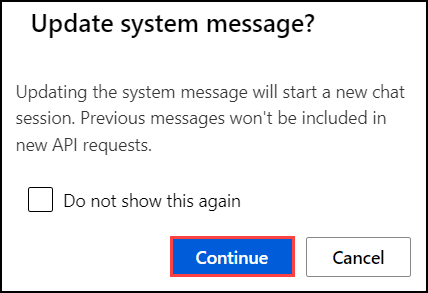 Update system message?
Updating the system message will start a new chat
session. Previous messages won't be included in
new API requests.
Do not show this again
Continue
Cancel